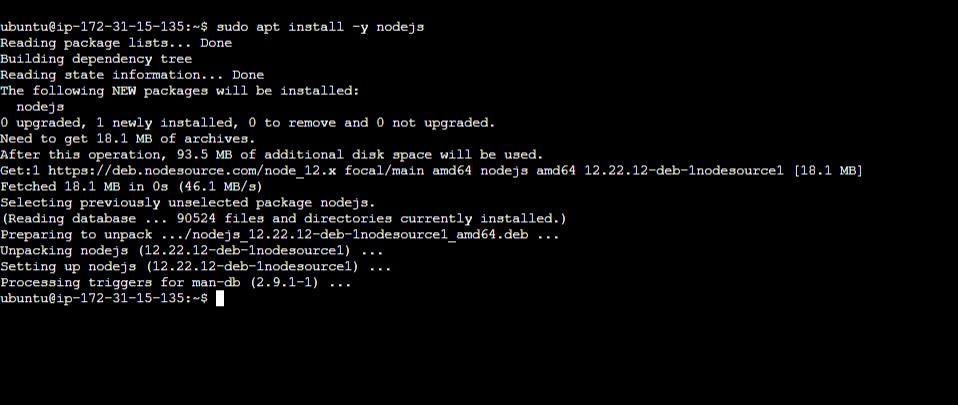 ubuntu@ip-172-31-15-135:~$ sudo apt install -y nodejs
Reading package lists... Done
Building dependency tree
Reading state information... Done
The following NEW packages will be installed:
  nodejs
0 upgraded, 1 newly installed, 0 to remove and 0 not upgraded.
Need to get 18.1 MB of archives.
After this operation, 93.5 MB of additional disk space will be used.
Get:1 https://deb.nodesource.com/node_12.x focal/main amd64 nodejs amd64 12.22.12-deb-1nodesource1 [18.1 MB]
Fetched 18.1 MB in 0s (46.1 MB/s)
Selecting previously unselected package nodejs.
(Reading database ... 90524 files and directories currently installed.)
Preparing to unpack .../nodejs_12.22.12-deb-1nodesource1_amd64.deb ...
Unpacking nodejs (12.22.12-deb-1nodesource1) ...
Setting up nodejs (12.22.12-deb-1nodesource1) ...
Processing triggers for man-db (2.9.1-1) ...
ubuntu@ip-172-31-15-135:~$